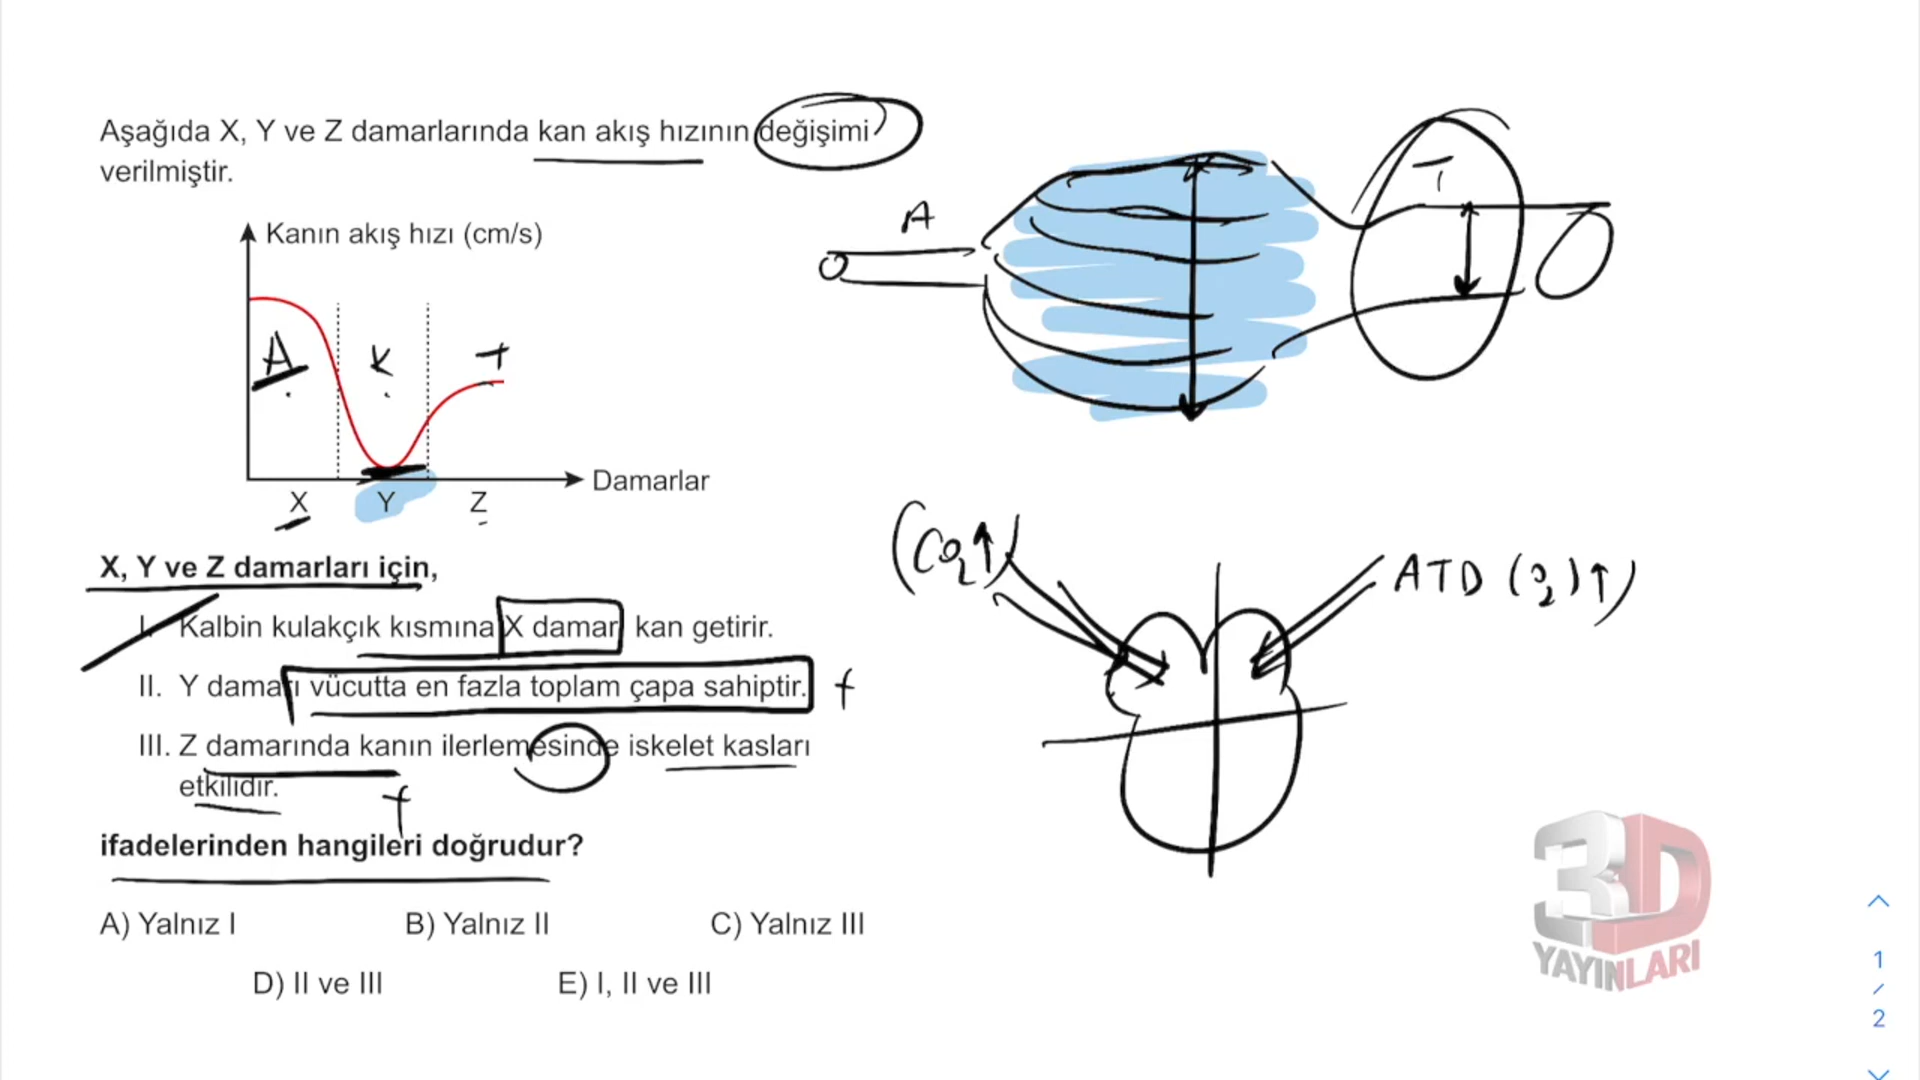 Aşağıda X, Y ve Z damarlarında kan akış hızının değişimi
verilmiştir.
Kanın akış hızı (cm/s)
A
K
T
X
Y
Z
Damarlar
A
T
X, Y ve Z damarları için,
I. Kalbin kulakçık kısmına X damarı kan getirir.
II. Y damarı vücutta en fazla toplam çapa sahiptir. +
III. Z damarında kanın ilerlemesinde iskelet kasları
etkilidir. +
ifadelerinden hangileri doğrudur?
A) Yalnız I
B) Yalnız II
C) Yalnız III
D) II ve III
E) I, II ve III
(CO2↑)
ATD (O2)↑)
3D
YAYINLARI
1
/
2